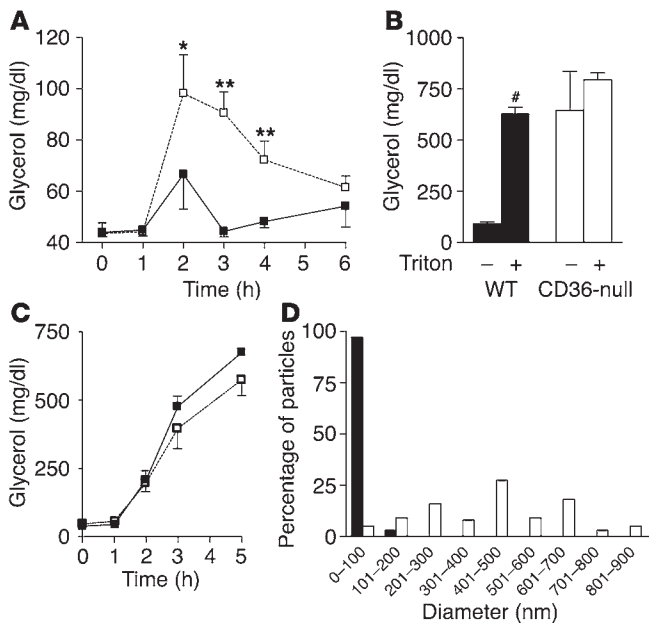 A
Glycerol (mg/dl)
120
100
80
60
40
*
**
**
0 1 2 3 4 6
Time (h)
B
Glycerol (mg/dl)
1000
750
500
250
0
#
Triton – + – +
WT CD36-null
C
Glycerol (mg/dl)
750
500
250
0
0 1 2 3 5
Time (h)
D
Percentage of particles
100
75
50
25
0
0–100
101–200
201–300
301–400
401–500
501–600
601–700
701–800
801–900
Diameter (nm)